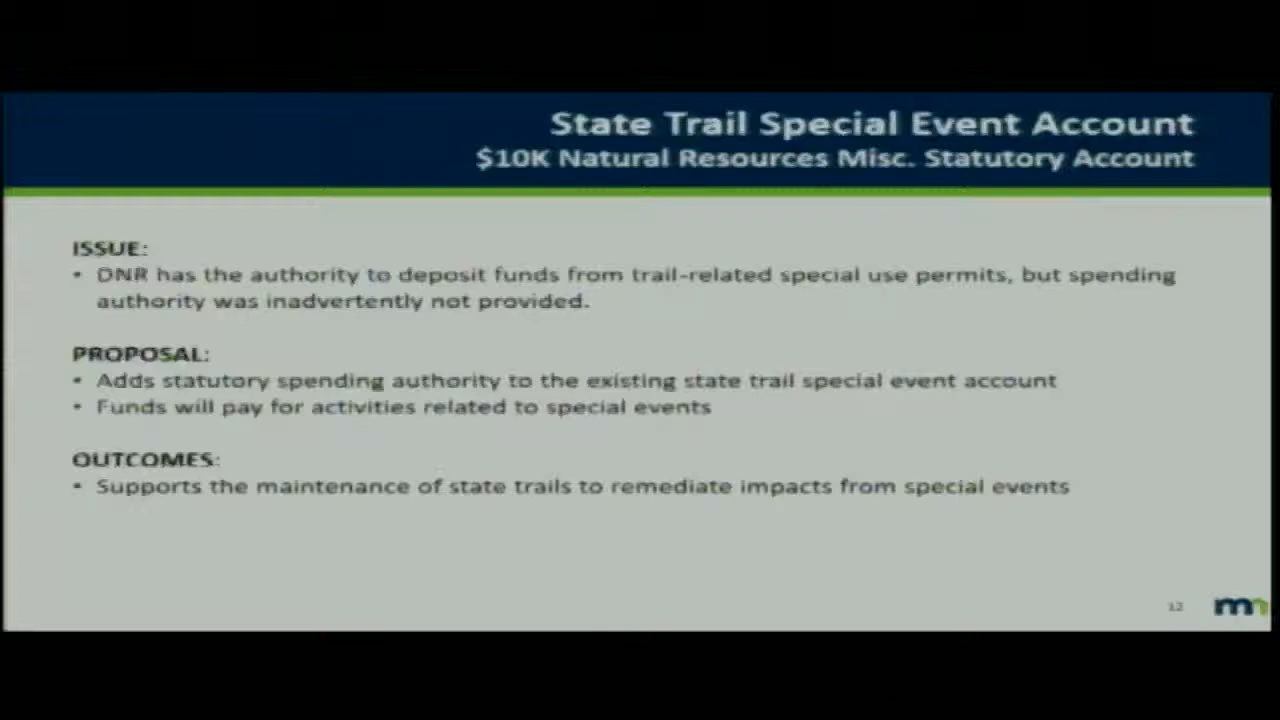 State Trail Special Event Account
$10K Natural Resources Misc. Statutory Account
ISSUE:
• DNR has the authority to deposit funds from trail-related special use permits, but spending
authority was inadvertently not provided.
PROPOSAL:
• Adds statutory spending authority to the existing state trail special event account
• Funds will pay for activities related to special events
OUTCOMES:
• Supports the maintenance of state trails to remediate impacts from special events
12
mn